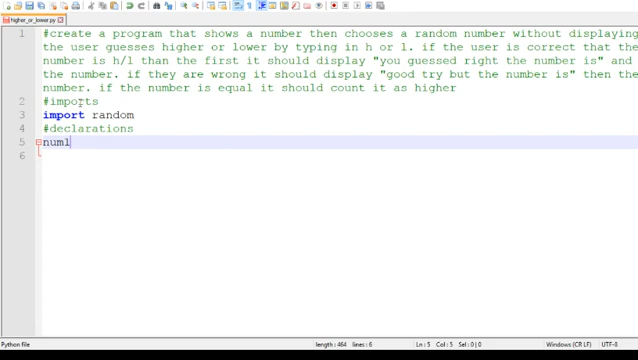 higher_or_lower.py
1 #create a program that shows a number then chooses a random number without displaying
the user guesses higher or lower by typing in h or l. if the user is correct that the
number is h/l than the first it should display "you guessed right the number is" and
the number. if they are wrong it should display "good try but the number is" then the
number. if the number is equal it should count it as higher
2 #imports
3 import random
4 #declarations
5 num1
6
Python file length : 464 lines : 6 Ln : 5 Col : 5 Sel : 0 | 0 Windows (CR LF) UTF-8